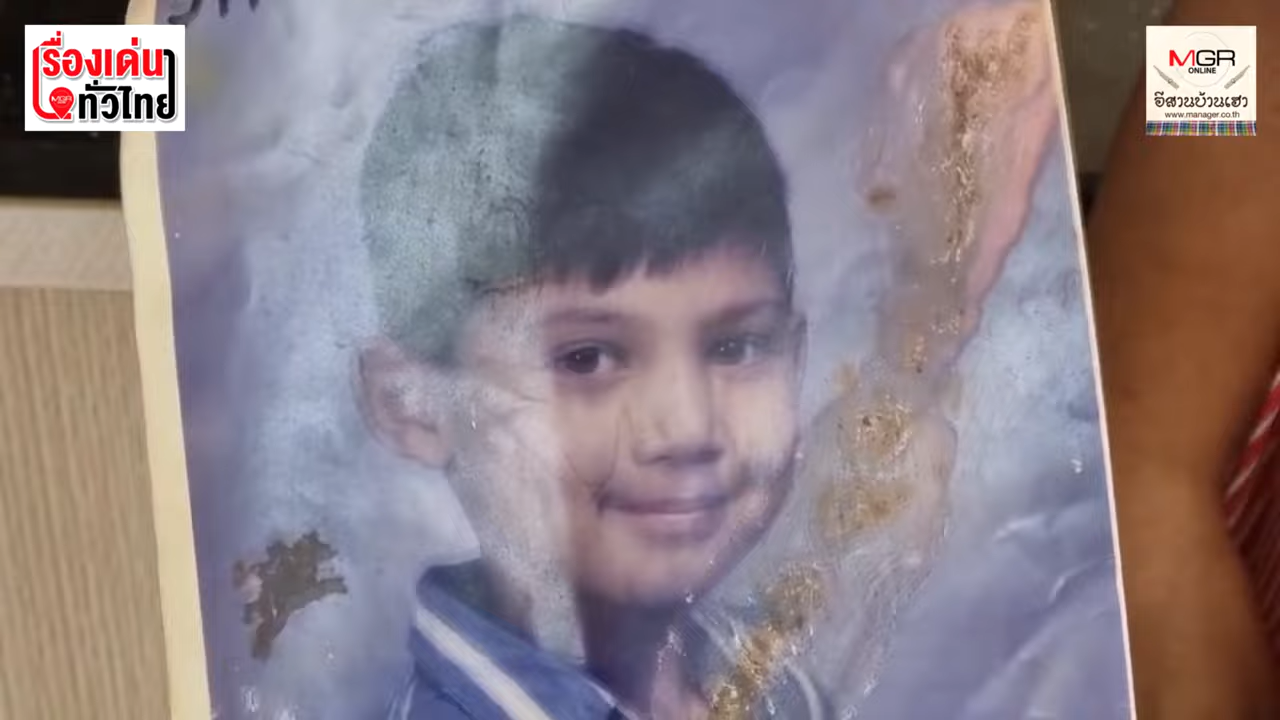 เรื่องเด่น
MGR
ทั่วไทย
MGR
ONLINE
อีสานบ้านเฮา
www.manager.co.th